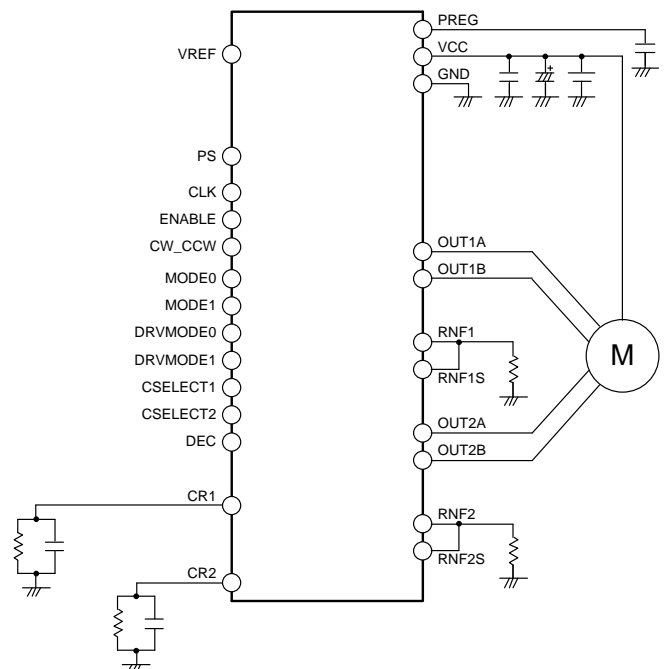 PREG
VCC
VREF
GND
+
PS
CLK
ENABLE
CW_CCW
OUT1A
MODE0
OUT1B
MODE1
DRVMODE0
RNF1
DRVMODE1
M
RNF1S
CSELECT1
CSELECT2
OUT2A
DEC
OUT2B
CR1
RNF2
RNF2S
CR2